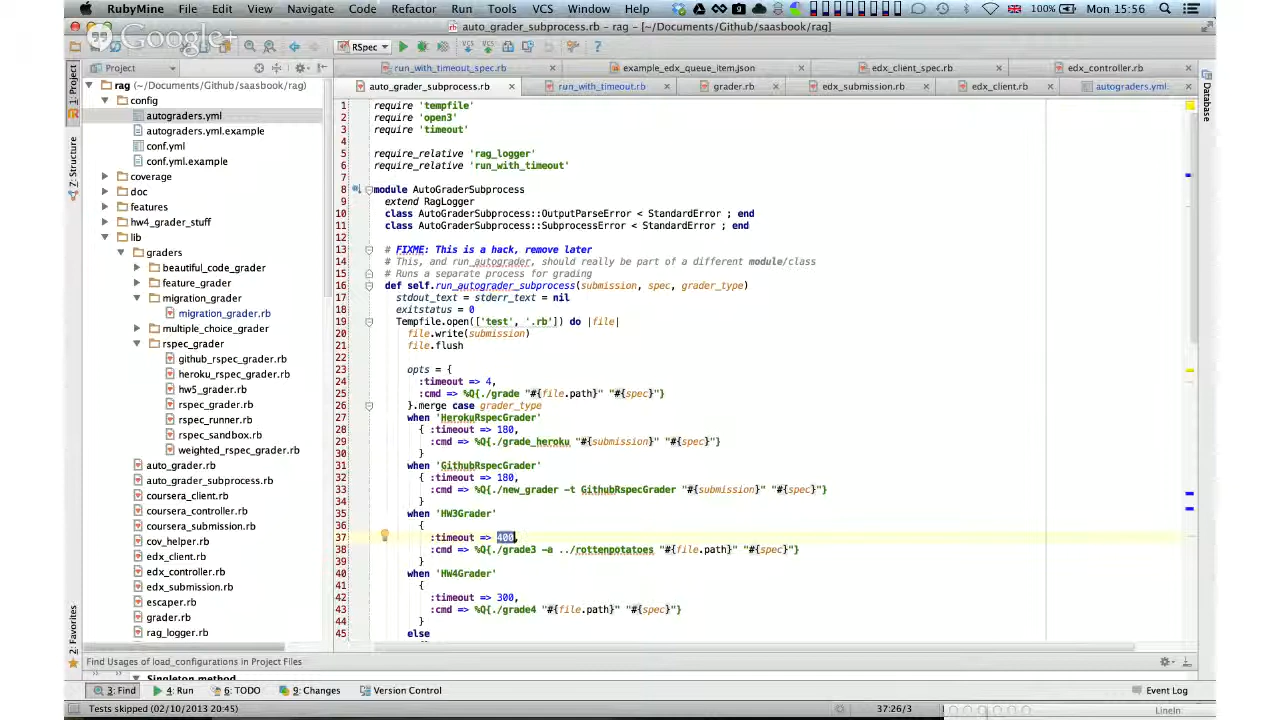 RubyMine File Edit View Navigate Code Refactor Run Tools VCS Window Help 100% Mon 15:56
auto_grader_subprocess.rb - rag - [~/Documents/Github/saasbook/rag]
Google+
RSpec
Project
run_with_timeout_spec.rb example_edx_queue_item.json edx_client_spec.rb edx_controller.rb
auto_grader_subprocess.rb run_with_timeout.rb grader.rb edx_submission.rb edx_client.rb autograders.yml
1: Project
7: Structure
2: Favorites
Database
rag (~/Documents/Github/saasbook/rag)
config
autograders.yml
autograders.yml.example
conf.yml
conf.yml.example
coverage
doc
features
hw4_grader_stuff
lib
graders
beautiful_code_grader
feature_grader
migration_grader
migration_grader.rb
multiple_choice_grader
rspec_grader
github_rspec_grader.rb
heroku_rspec_grader.rb
hw5_grader.rb
rspec_grader.rb
rspec_runner.rb
rspec_sandbox.rb
weighted_rspec_grader.rb
auto_grader.rb
auto_grader_subprocess.rb
coursera_client.rb
coursera_controller.rb
coursera_submission.rb
cov_helper.rb
edx_client.rb
edx_controller.rb
edx_submission.rb
escaper.rb
grader.rb
rag_logger.rb
1 require 'tempfile'
2 require 'open3'
3 require 'timeout'
4
5 require_relative 'rag_logger'
6 require_relative 'run_with_timeout'
7
8 module AutoGraderSubprocess
9 extend RagLogger
10 class AutoGraderSubprocess::OutputParseError < StandardError ; end
11 class AutoGraderSubprocess::SubprocessError < StandardError ; end
12
13 # FIXME: This is a hack, remove later
14 # This, and run_autograder, should really be part of a different module/class
15 # Runs a separate process for grading
16 def self.run_autograder_subprocess(submission, spec, grader_type)
17 stdout_text = stderr_text = nil
18 exitstatus = 0
19 Tempfile.open(['test', '.rb']) do |file|
20 file.write(submission)
21 file.flush
22
23 opts = {
24 :timeout => 4,
25 :cmd => %Q{./grade "#{file.path}" "#{spec}"}
26 }.merge case grader_type
27 when 'HerokuRspecGrader'
28 { :timeout => 180,
29 :cmd => %Q{./grade_heroku "#{submission}" "#{spec}"}
30 }
31 when 'GithubRspecGrader'
32 { :timeout => 180,
33 :cmd => %Q{./new_grader -t GithubRspecGrader "#{submission}" "#{spec}"}
34 }
35 when 'HW3Grader'
36 {
37 :timeout => 400,
38 :cmd => %Q{./grade3 -a ../rottenpotatoes "#{file.path}" "#{spec}"}
39 }
40 when 'HW4Grader'
41 {
42 :timeout => 300,
43 :cmd => %Q{./grade4 "#{file.path}" "#{spec}"}
44 }
45 else
Find Usages of load_configurations in Project Files
Singleton method
3: Find 4: Run 6: TODO 9: Changes Version Control Event Log
Tests skipped (02/10/2013 20:45) 37:26/3 LineIn